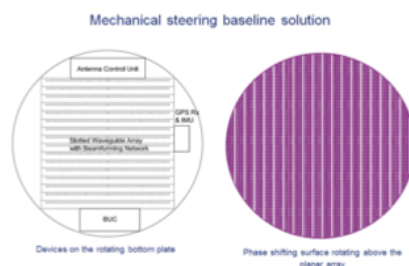 Mechanical steering baseline solution
Antenna Control Unit
GPS Rx
& IMU
Slotted Waveguide Array
with Beamforming Network
BUC
Devices on the rotating bottom plate
Phase shifting surface rotating above the
planar array